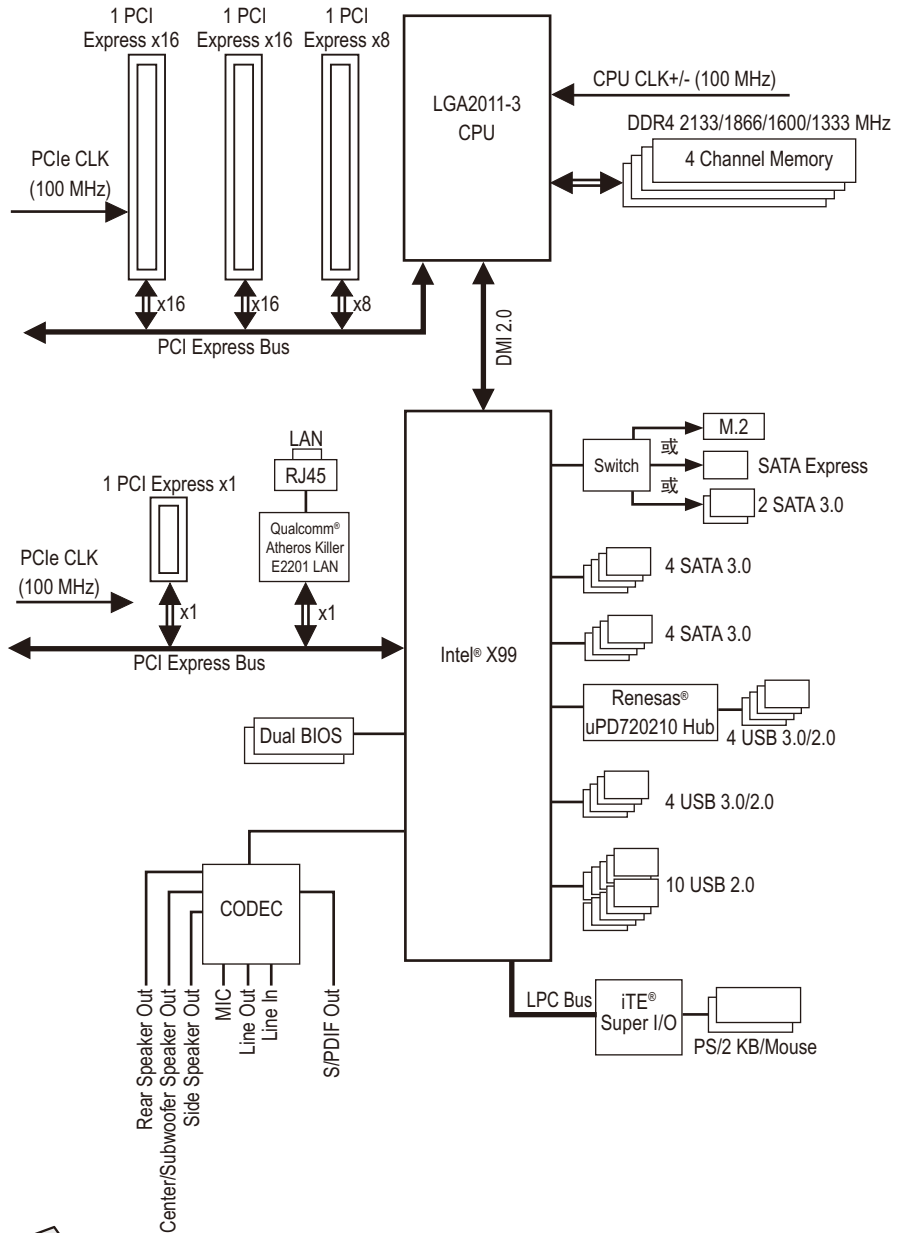 1 PCI
Express x16
1 PCI
Express x16
1 PCI
Express x8
LGA2011-3
CPU
CPU CLK+/- (100 MHz)
DDR4 2133/1866/1600/1333 MHz
4 Channel Memory
PCIe CLK
(100 MHz)
x16
x16
x8
PCI Express Bus
DMI 2.0
LAN
RJ45
1 PCI Express x1
Qualcomm®
Atheros Killer
E2201 LAN
PCIe CLK
(100 MHz)
x1
x1
PCI Express Bus
Intel® X99
Switch
M.2
或
SATA Express
或
2 SATA 3.0
4 SATA 3.0
4 SATA 3.0
Renesas®
uPD720210 Hub
4 USB 3.0/2.0
4 USB 3.0/2.0
10 USB 2.0
Dual BIOS
CODEC
LPC Bus
iTE®
Super I/O
PS/2 KB/Mouse
Rear Speaker Out
Center/Subwoofer Speaker Out
Side Speaker Out
MIC
Line Out
Line In
S/PDIF Out